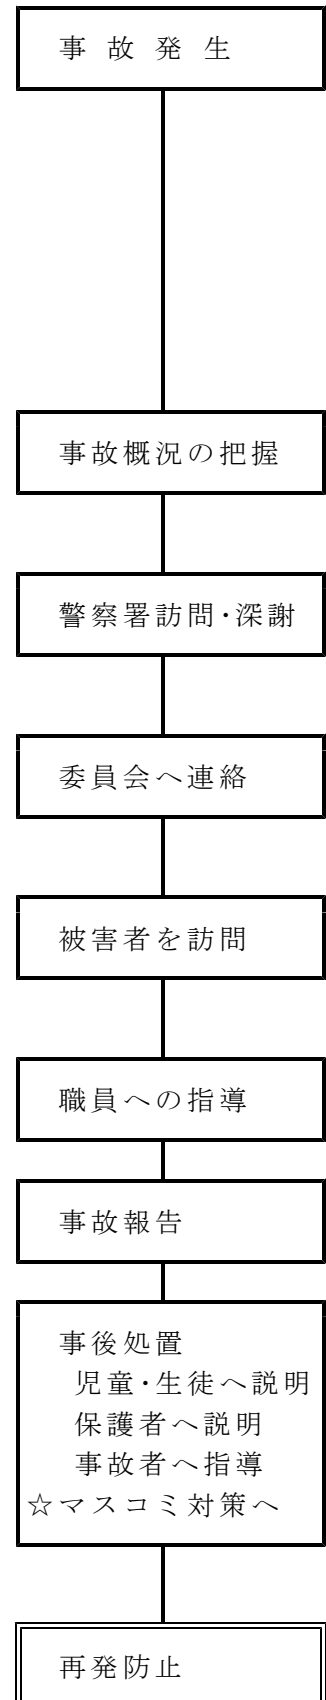 事故発生
事故概況の把握
警察署訪問・深謝
委員会へ連絡
被害者を訪問
職員への指導
事故報告
事後処置
児童・生徒へ説明
保護者へ説明
事故者へ指導
☆マスコミ対策へ
再発防止